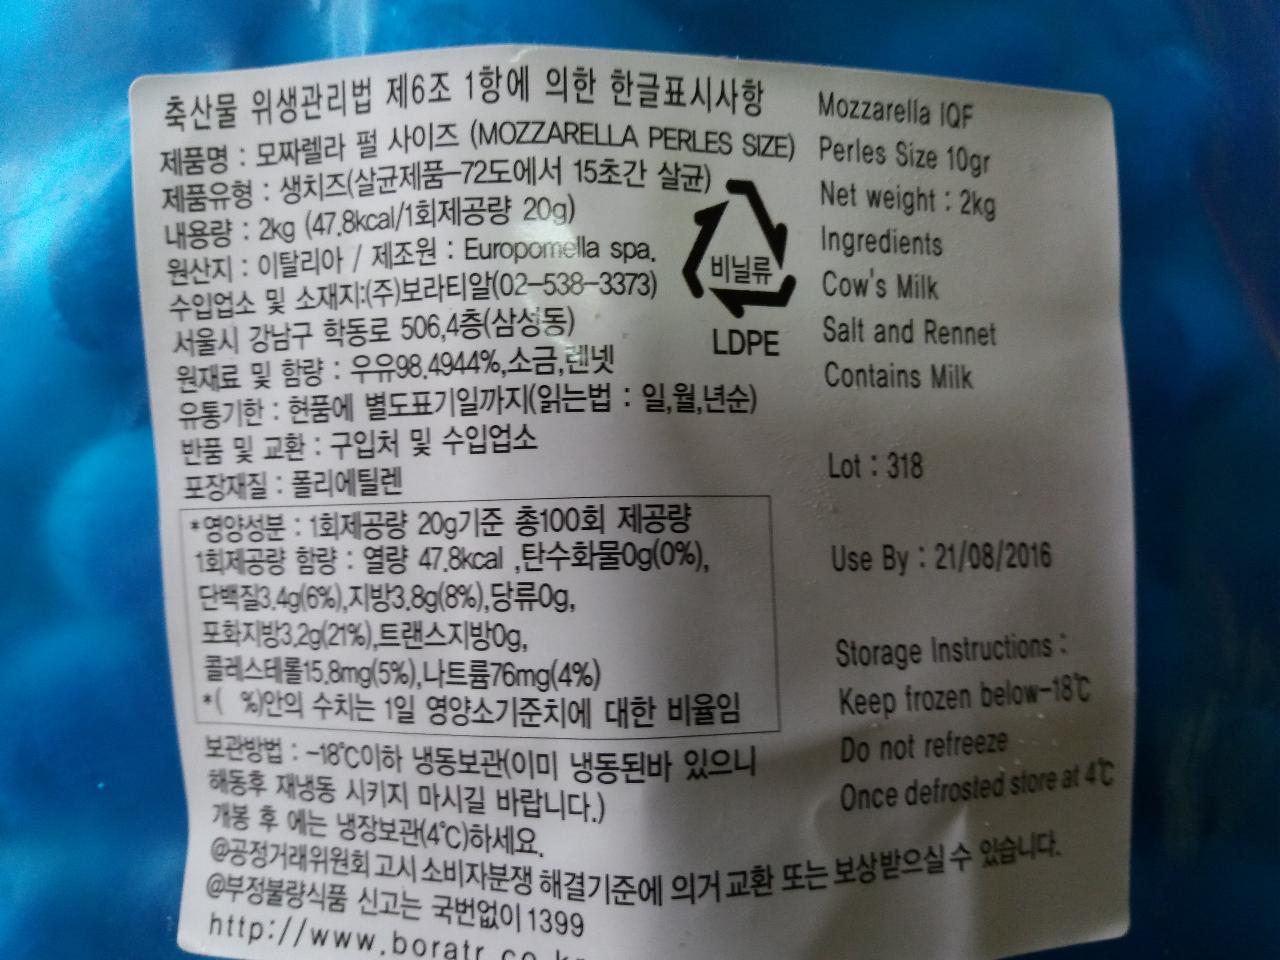 축산물 위생관리법 제6조 1항에 의한 한글표시사항
제품명 : 모짜렐라 펄 사이즈 (MOZZARELLA PERLES SIZE)
제품유형 : 생치즈(살균제품-72도에서 15초간 살균)
내용량 : 2kg (47.8kcal/1회제공량 20g)
원산지 : 이탈리아 / 제조원 : Europomella spa.
수입업소 및 소재지:(주)보라티알(02-538-3373)
서울시 강남구 학동로 506,4층(삼성동)
원재료 및 함량 : 우유98.4944%,소금,렌넷
유통기한 : 현품에 별도표기일까지(읽는법 : 일,월,년순)
반품 및 교환 : 구입처 및 수입업소
포장재질 : 폴리에틸렌
비닐류
LDPE
*영양성분 : 1회제공량 20g기준 총100회 제공량
1회제공량 함량 : 열량 47.8kcal ,탄수화물0g(0%),
단백질3.4g(6%),지방3.8g(8%),당류0g,
포화지방3.2g(21%),트랜스지방0g,
콜레스테롤15.8mg(5%),나트륨76mg(4%)
*( %)안의 수치는 1일 영양소기준치에 대한 비율임
보관방법 : -18℃이하 냉동보관(이미 냉동된바 있으니
해동후 재냉동 시키지 마시길 바랍니다.)
개봉 후 에는 냉장보관(4℃)하세요.
@공정거래위원회 고시 소비자분쟁 해결기준에 의거 교환 또는 보상받으실 수 있습니다.
@부정불량식품 신고는 국번없이 1399
http://www.boratr.co.kr
Mozzarella IQF
Perles Size 10gr
Net weight : 2kg
Ingredients
Cow's Milk
Salt and Rennet
Contains Milk
Lot : 318
Use By : 21/08/2016
Storage Instructions :
Keep frozen below-18℃
Do not refreeze
Once defrosted store at 4℃